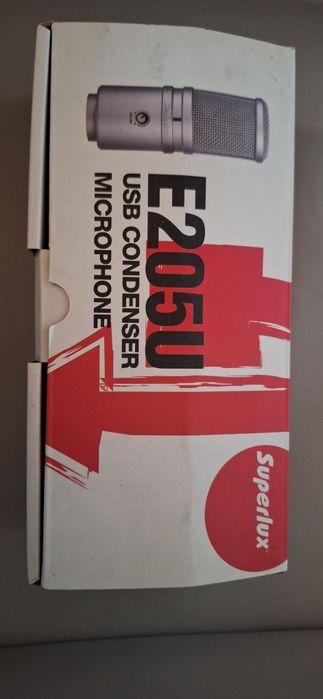 Superlux
E205U
USB CONDENSER
MICROPHONE